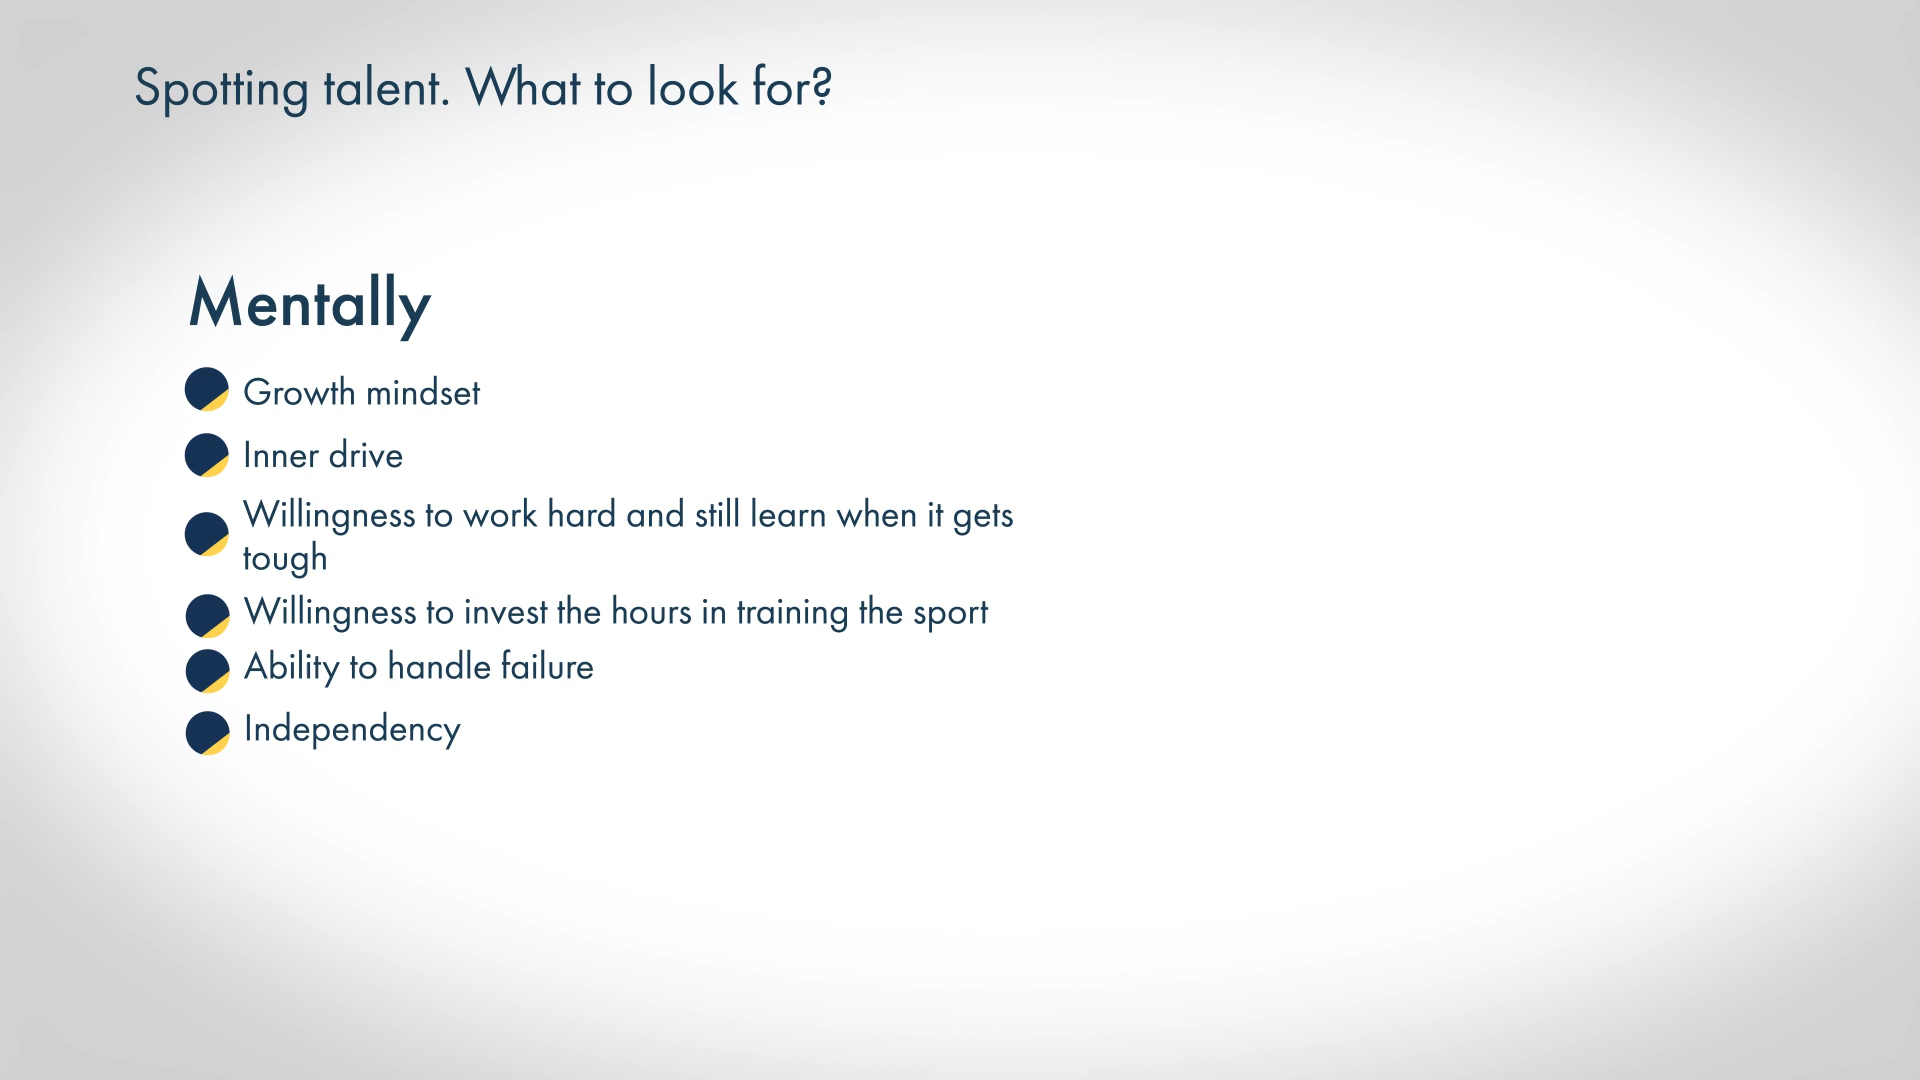 Spotting talent. What to look for?
Mentally
Growth mindset
Inner drive
Willingness to work hard and still learn when it gets
tough
Willingness to invest the hours in training the sport
Ability to handle failure
Independency